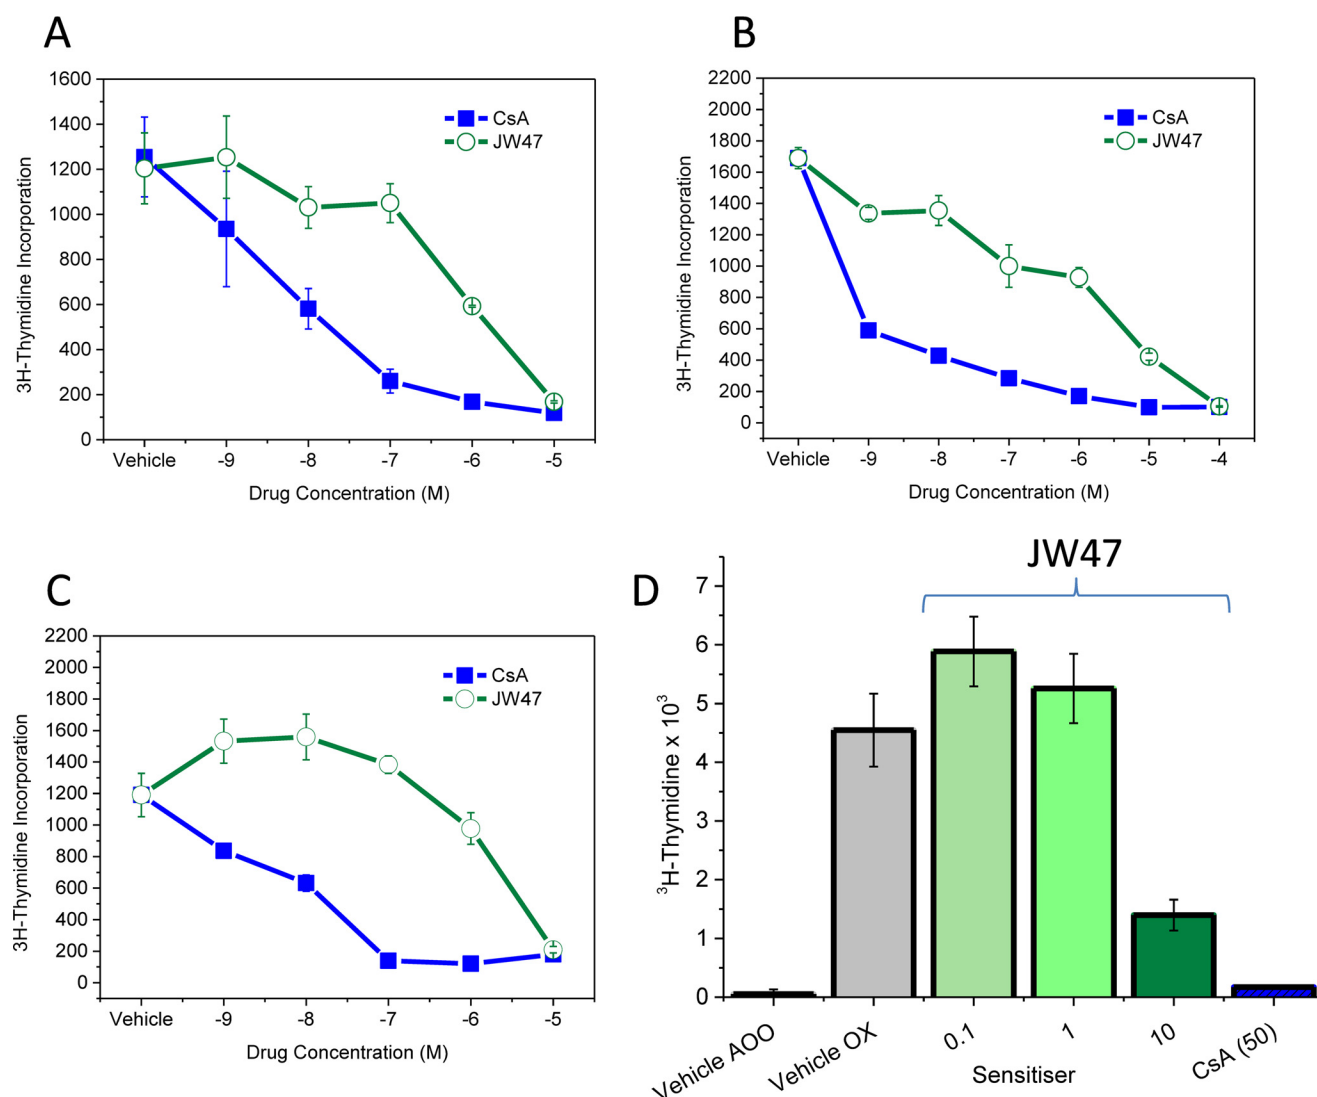 A
1600
1400
1200
1000
800
600
400
200
0
3H-Thymidine Incorporation
CsA
JW47
Vehicle -9 -8 -7 -6 -5
Drug Concentration (M)
B
2200
2000
1800
1600
1400
1200
1000
800
600
400
200
0
3H-Thymidine Incorporation
CsA
JW47
Vehicle -9 -8 -7 -6 -5 -4
Drug Concentration (M)
C
2200
2000
1800
1600
1400
1200
1000
800
600
400
200
0
3H-Thymidine Incorporation
CsA
JW47
Vehicle -9 -8 -7 -6 -5
Drug Concentration (M)
D
JW47
7
6
5
4
3
2
1
0
³H-Thymidine x 10³
Vehicle AOO Vehicle OX 0.1 1 10 CsA (50)
Sensitiser